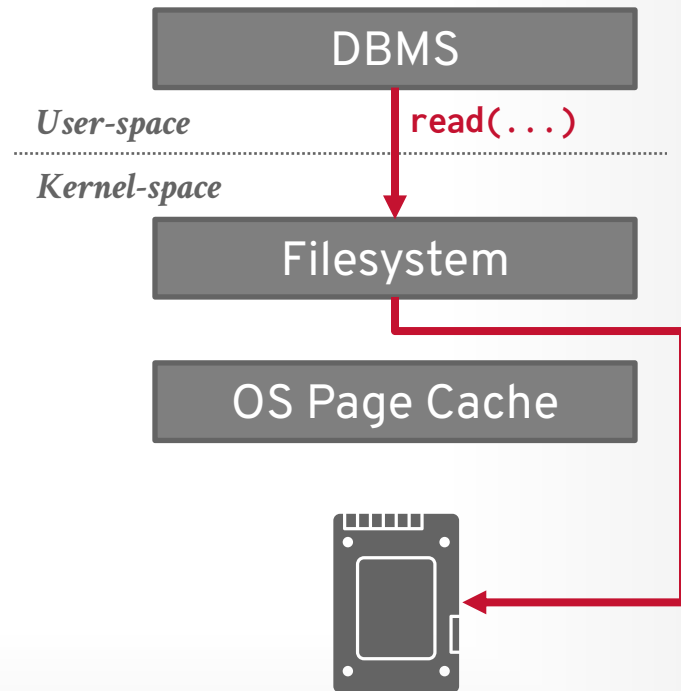 DBMS
User-space
read(...)
Kernel-space
Filesystem
OS Page Cache